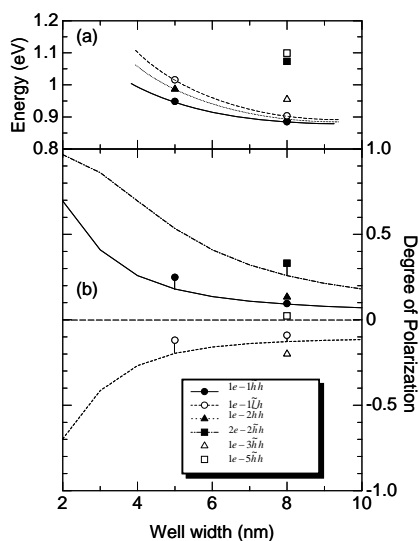 (a)
Energy (eV)
1.2
1.1
1
0.9
0.8
1.0
0.5
0
-0.5
-1.0
Degree of Polarization
(b)
1e-1h̃h
1e-1l̃h
1e-2h̃h
2e-2h̃h
1e-3h̃h
1e-5h̃h
2 4 6 8 10
Well width (nm)